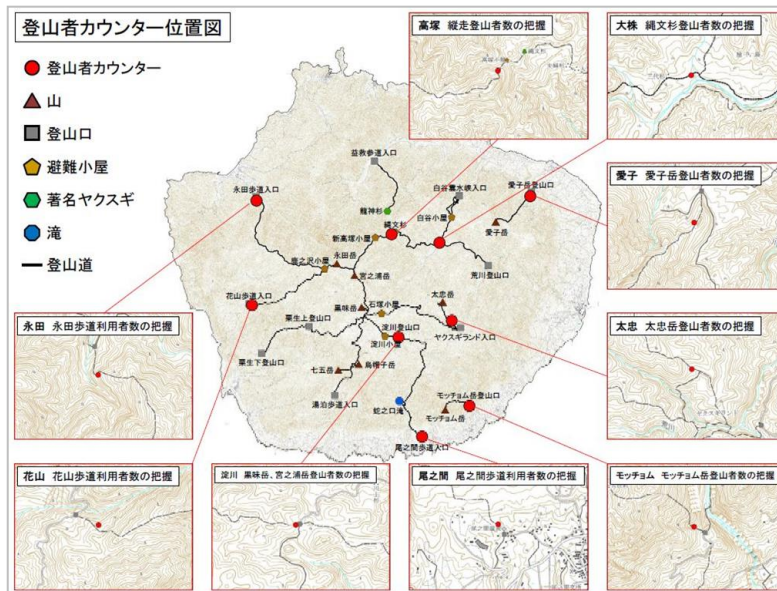 登山者カウンター位置図
登山者カウンター
山
登山口
避難小屋
著名ヤクスギ
滝
登山道
高塚 縦走登山者数の把握
大株 縄文杉登山者数の把握
愛子 愛子岳登山者数の把握
太忠 太忠岳登山者数の把握
モッチョム モッチョム岳登山者数の把握
尾之間 尾之間歩道利用者数の把握
淀川 黒味岳、宮之浦岳登山者数の把握
花山 花山歩道利用者数の把握
永田 永田歩道利用者数の把握
益救参道入口
永田歩道入口
白谷雲水峡入口
愛子岳登山口
龍神杉
白谷小屋
愛子岳
縄文杉
新高塚小屋
永田岳
鹿之沢小屋
荒川登山口
宮之浦岳
花山歩道入口
黒味岳
石塚小屋
太忠岳
栗生上登山口
淀川登山口
ヤクスギランド入口
淀川小屋
栗生下登山口
七五岳
烏帽子岳
湯泊歩道入口
モッチョム岳登山口
蛇之口滝
モッチョム岳
尾之間歩道入口